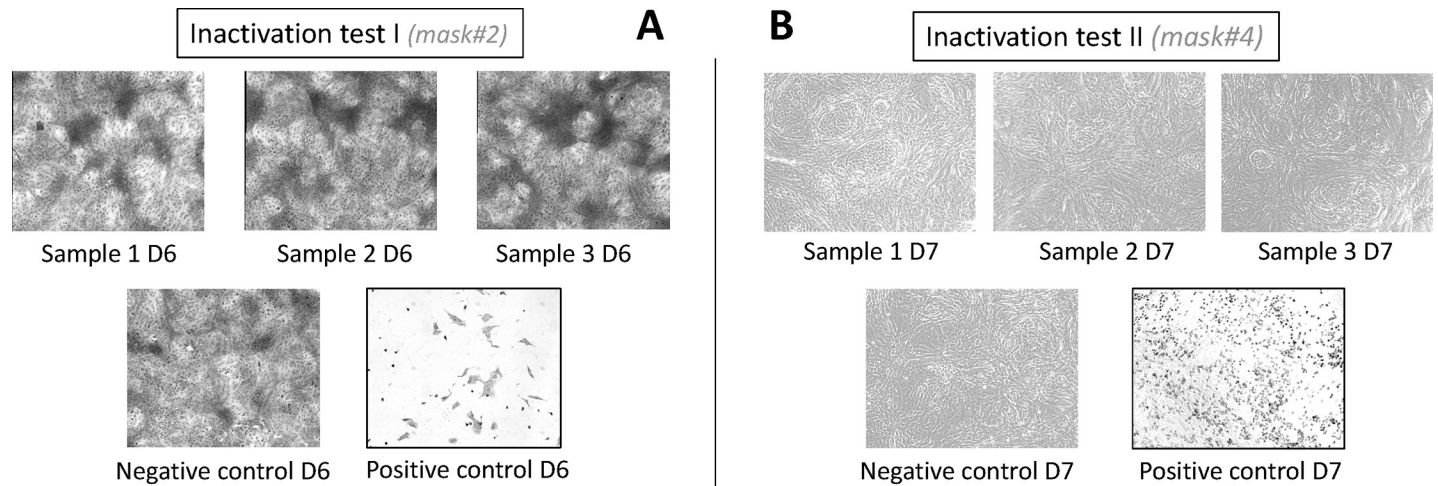 Inactivation test I (mask#2)
A
Sample 1 D6
Sample 2 D6
Sample 3 D6
Negative control D6
Positive control D6
B
Inactivation test II (mask#4)
Sample 1 D7
Sample 2 D7
Sample 3 D7
Negative control D7
Positive control D7